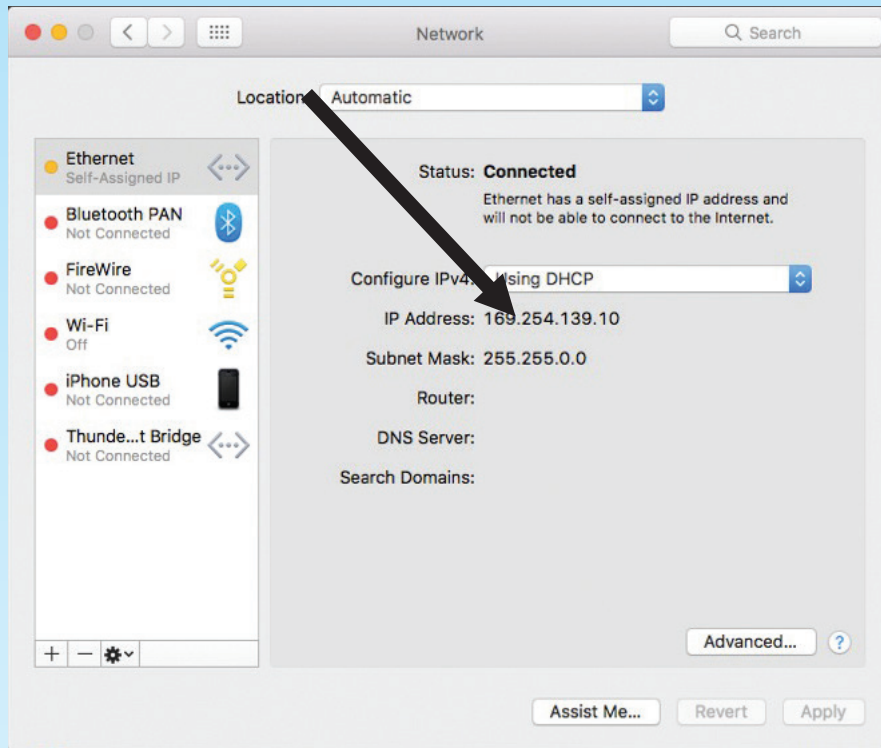 Network
Search
Location: Automatic
Ethernet
Self-Assigned IP
Bluetooth PAN
Not Connected
FireWire
Not Connected
Wi-Fi
Off
iPhone USB
Not Connected
Thunde...t Bridge
Not Connected
Status: Connected
Ethernet has a self-assigned IP address and
will not be able to connect to the Internet.
Configure IPv4: Using DHCP
IP Address: 169.254.139.10
Subnet Mask: 255.255.0.0
Router:
DNS Server:
Search Domains:
Advanced... ?
Assist Me... Revert Apply